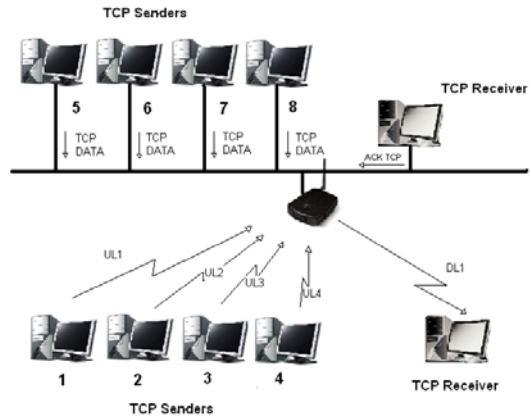 TCP Senders
5 6 7 8
TCP Receiver
TCP DATA
TCP DATA
TCP DATA
TCP DATA
ACK TCP
UL1
UL2
UL3
UL4
DL1
1 2 3 4
TCP Receiver
TCP Senders